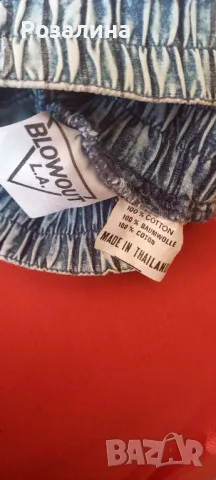 Розалина
BLOWOUT
L.A.
100 % COTTON
100 % BAUMWOLLE
100 % COTON
MADE IN THAILAND
BAZAR